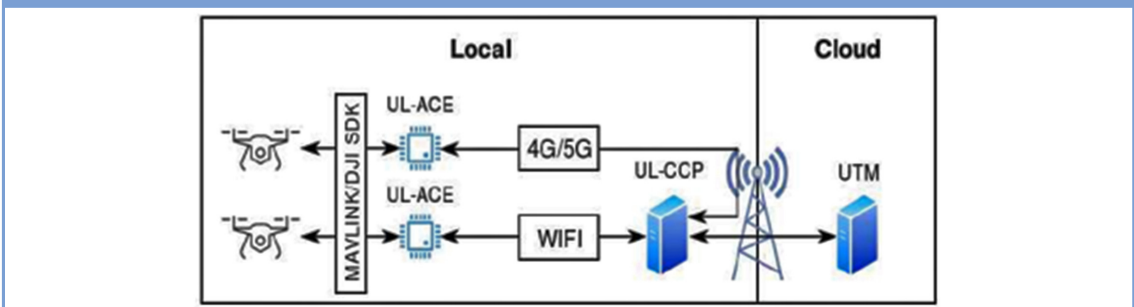 Local
Cloud
UL-ACE
MAVLINK/DJI SDK
4G/5G
UL-CCP
UTM
UL-ACE
WIFI